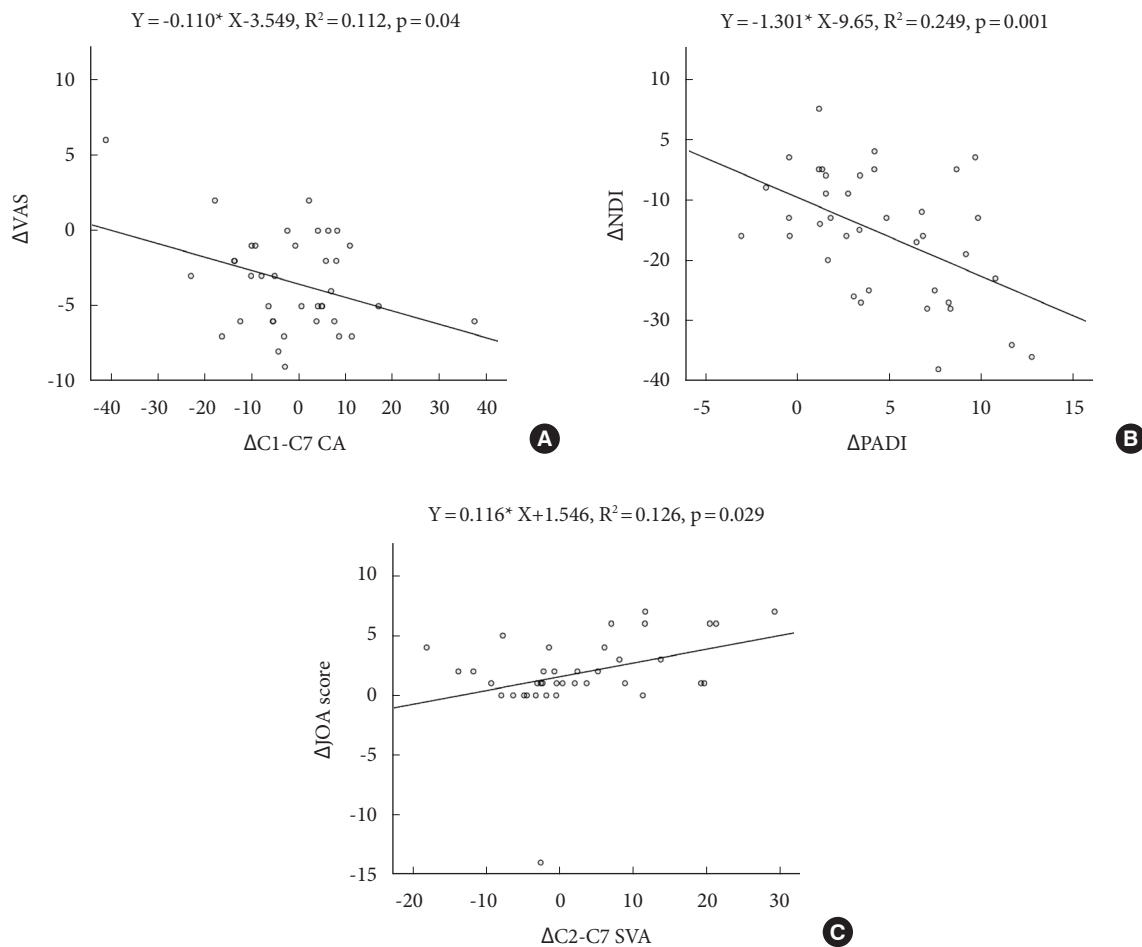 Y = -0.110* X-3.549, R² = 0.112, p = 0.04
10
5
0
-5
-10
ΔVAS
-40 -30 -20 -10 0 10 20 30 40
ΔC1-C7 CA
A
Y = -1.301* X-9.65, R² = 0.249, p = 0.001
10
5
-10
-20
-30
-40
ΔNDI
-5 0 5 10 15
ΔPADI
B
Y = 0.116* X+1.546, R² = 0.126, p = 0.029
10
5
0
-5
-10
-15
ΔJOA score
-20 -10 0 10 20 30
ΔC2-C7 SVA
C